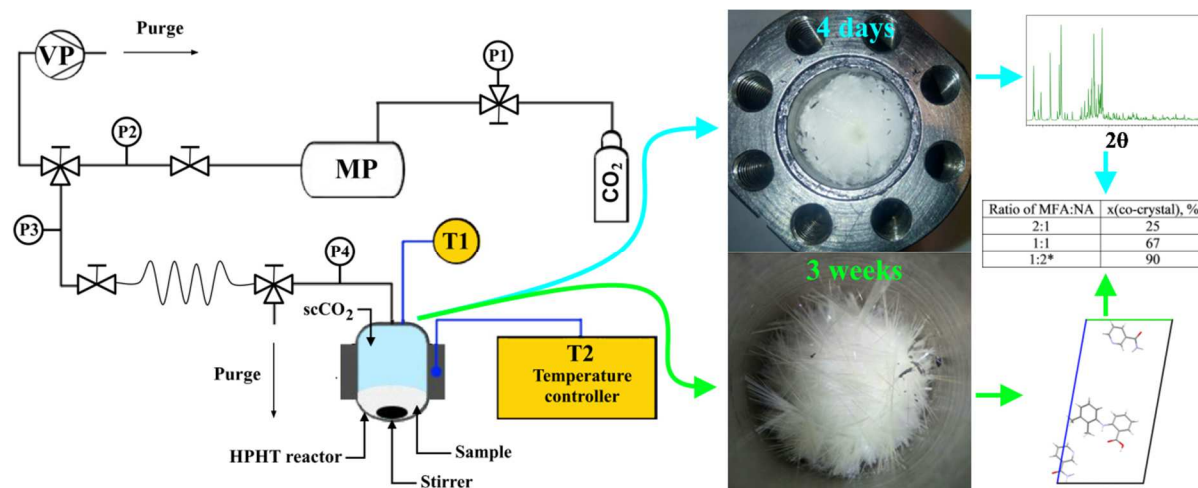 VP
Purge
P1
P2
MP
CO₂
P3
P4
T1
scCO₂
Purge
T2
Temperature
controller
HPHT reactor
Sample
Stirrer
4 days
3 weeks
2θ
Ratio of MFA:NA x(co-crystal), %
2:1 25
1:1 67
1:2* 90